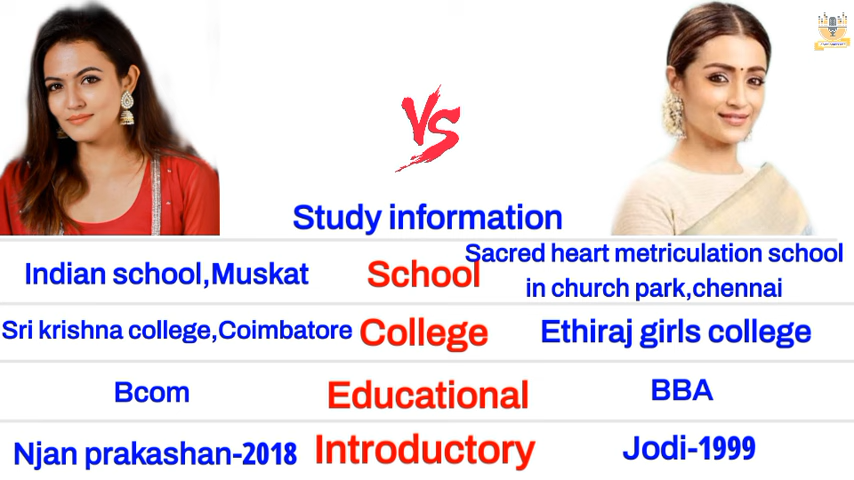 VS
Study information
Indian school,Muskat School Sacred heart metriculation school
in church park,chennai
Sri krishna college,Coimbatore College Ethiraj girls college
Bcom Educational BBA
Njan prakashan-2018 Introductory Jodi-1999